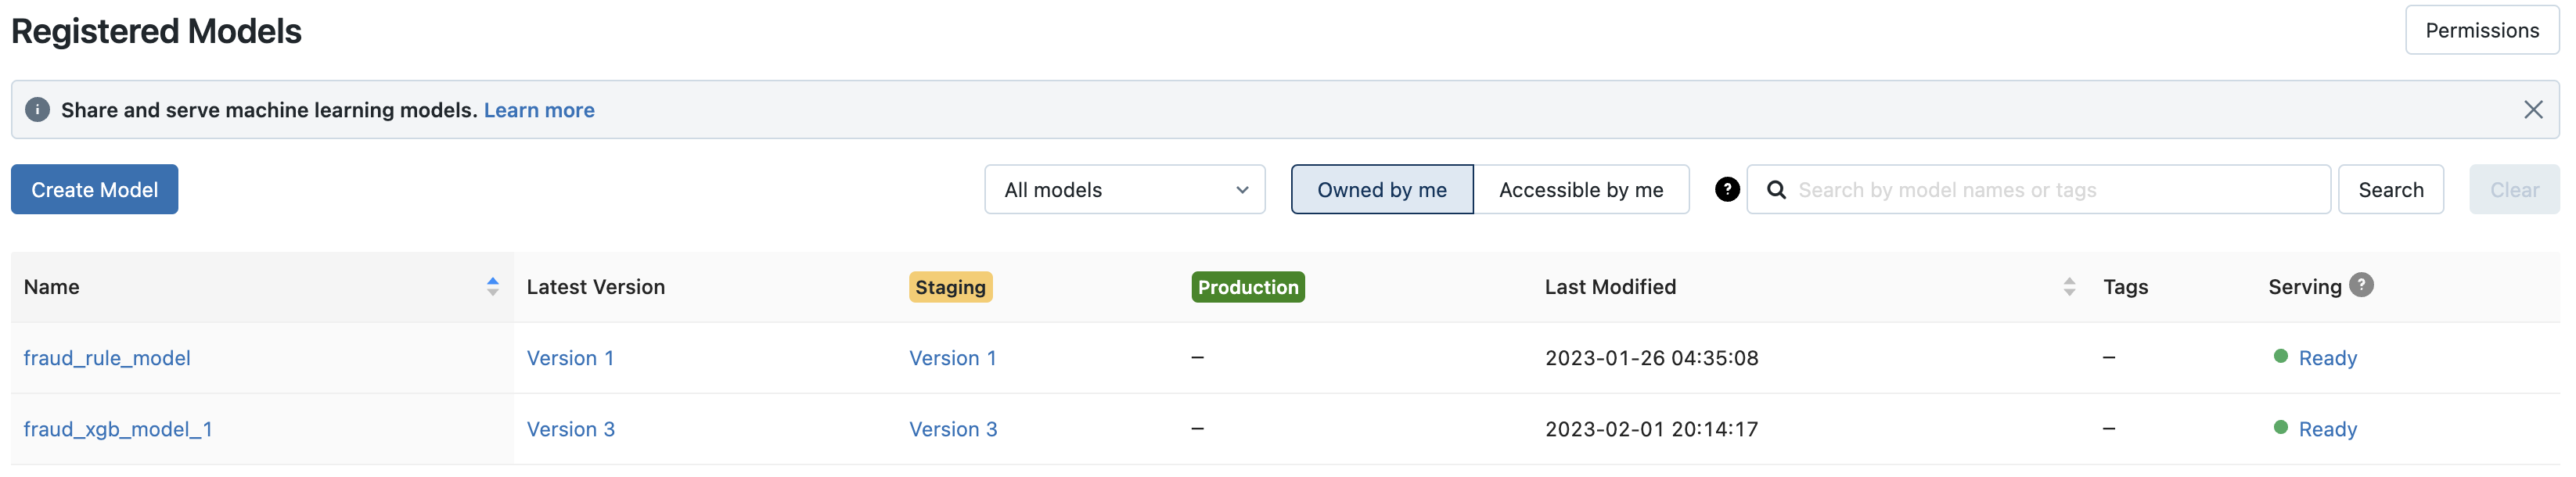 Registered Models
Permissions
Share and serve machine learning models. Learn more
Create Model All models Owned by me Accessible by me ? Search by model names or tags Search Clear
Name Latest Version Staging Production Last Modified Tags Serving ?
fraud_rule_model Version 1 Version 1 – 2023-01-26 04:35:08 – Ready
fraud_xgb_model_1 Version 3 Version 3 – 2023-02-01 20:14:17 – Ready